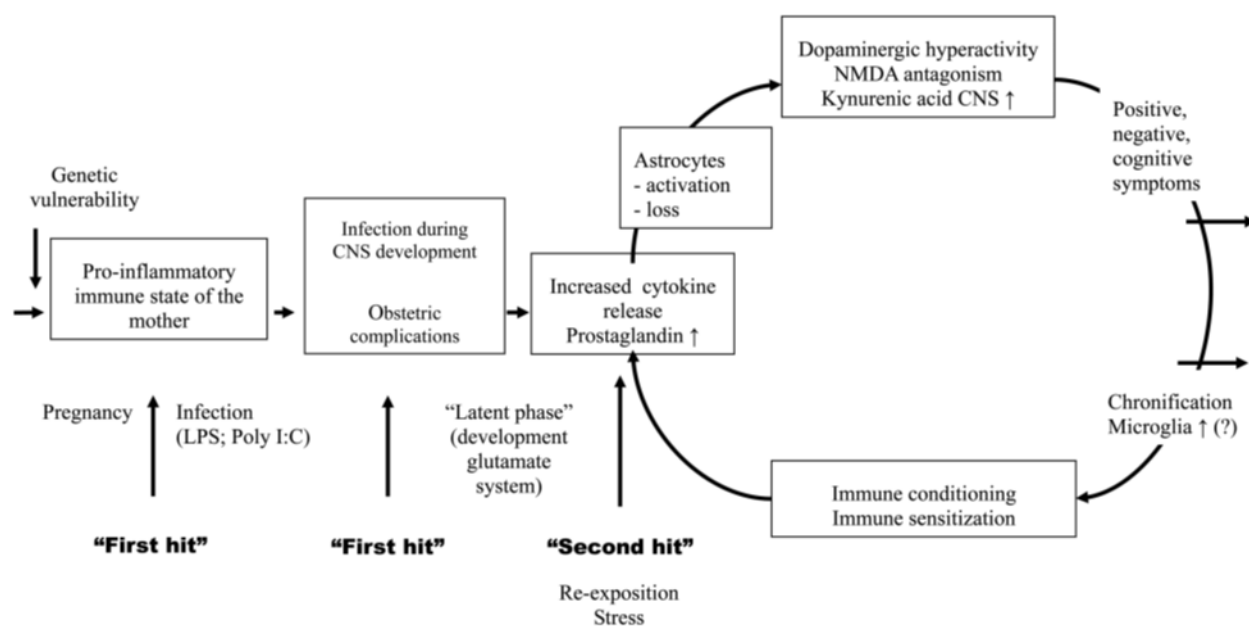 Genetic
vulnerability
Pro-inflammatory
immune state of the
mother
Pregnancy
Infection
(LPS; Poly I:C)
“First hit”
Infection during
CNS development
Obstetric
complications
“First hit”
“Latent phase”
(development
glutamate
system)
Increased cytokine
release
Prostaglandin ↑
“Second hit”
Re-exposition
Stress
Astrocytes
- activation
- loss
Dopaminergic hyperactivity
NMDA antagonism
Kynurenic acid CNS ↑
Positive,
negative,
cognitive
symptoms
Chronification
Microglia ↑ (?)
Immune conditioning
Immune sensitization